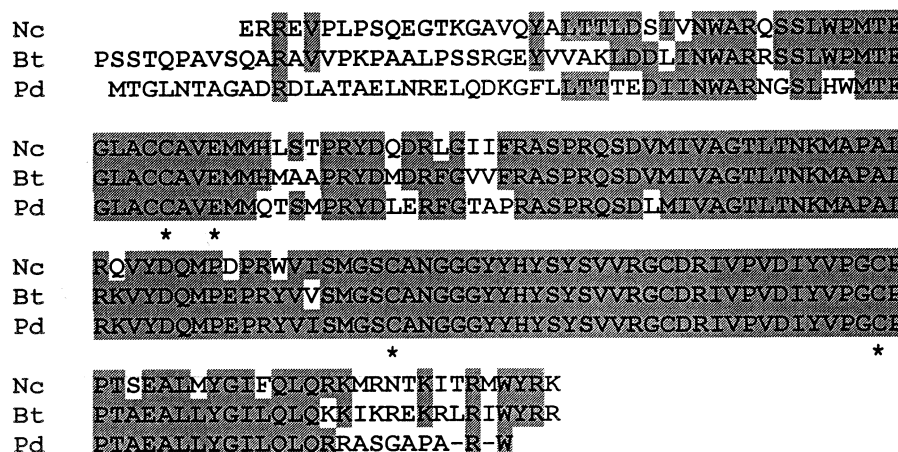 Nc ERREVPLPSQEGTKGAVQYALTTLDSIVNWARQSSLWPMTF
Bt PSSTQPAVSQARAVVPKPAALPSSRGEYVVAKLDDLINWARRSSLWPMTF
Pd MTGLNTAGADRDLATAELNRELQDKGFLLTTTEDIINWARNGSLHWMTF
Nc GLACCAVEMMHLSTPRYDQDRLGIIFRASPRQSDVMIVAGTLTNKMAPAL
Bt GLACCAVEMMHMAAPRYDMDRFGVVFRASPRQSDVMIVAGTLTNKMAPAL
Pd GLACCAVEMMQTSMPRYDLERFGTAPRASPRQSDLMIVAGTLTNKMAPAL
* *
Nc RQVYDQMPDPRWVISMGSCANGGGYYHYSYSVVRGCDRIVPVDIYVPGCP
Bt RKVYDQMPEPRYVVSMGSCANGGGYYHYSYSVVRGCDRIVPVDIYVPGCP
Pd RKVYDQMPEPRYVISMGSCANGGGYYHYSYSVVRGCDRIVPVDIYVPGCP
* *
Nc PTSEALMYGIFQLQRKMRNTKITRMWYRK
Bt PTAEALLYGILQLQKKIKREKRLRIWYRR
Pd PTAEALLYGILQLQRRASGAPA-R-W